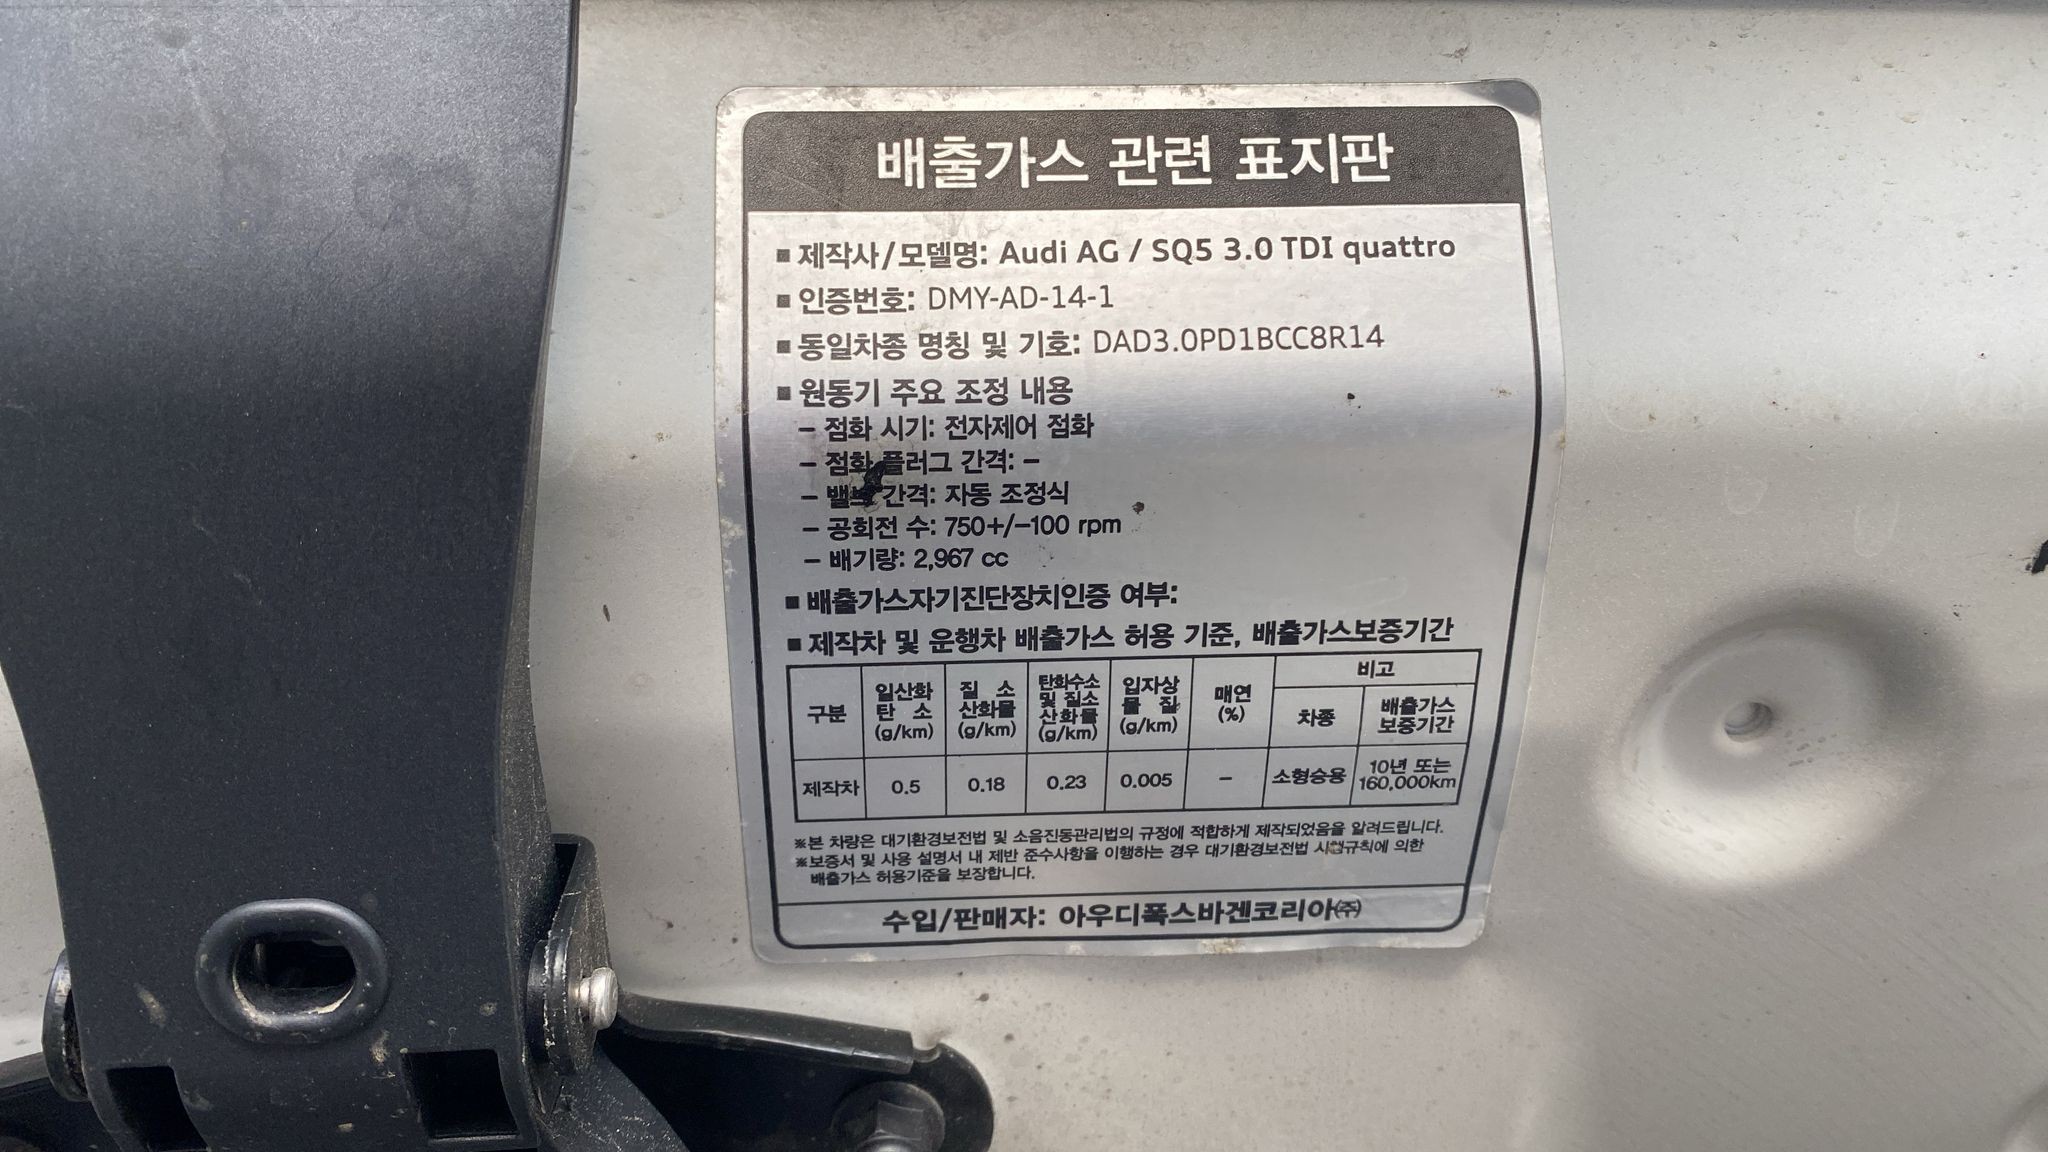 배출가스 관련 표지판
■ 제작사/모델명: Audi AG / SQ5 3.0 TDI quattro
■ 인증번호: DMY-AD-14-1
■ 동일차종 명칭 및 기호: DAD3.0PD1BCC8R14
■ 원동기 주요 조정 내용
– 점화 시기: 전자제어 점화
– 점화 플러그 간격: –
– 밸브 간격: 자동 조정식
– 공회전 수: 750+/–100 rpm
– 배기량: 2,967 cc
■ 배출가스자기진단장치인증 여부:
■ 제작차 및 운행차 배출가스 허용 기준, 배출가스보증기간
구분 일산화탄소 (g/km) 질소산화물 (g/km) 탄화수소 및 질소산화물 (g/km) 입자상물질 (g/km) 매연 (%) 비고
차종 배출가스 보증기간
제작차 0.5 0.18 0.23 0.005 – 소형승용 10년 또는 160,000km
※본 차량은 대기환경보전법 및 소음진동관리법의 규정에 적합하게 제작되었음을 알려드립니다.
※보증서 및 사용 설명서 내 제반 준수사항을 이행하는 경우 대기환경보전법 시행규칙에 의한
배출가스 허용기준을 보장합니다.
수입/판매자: 아우디폭스바겐코리아㈜